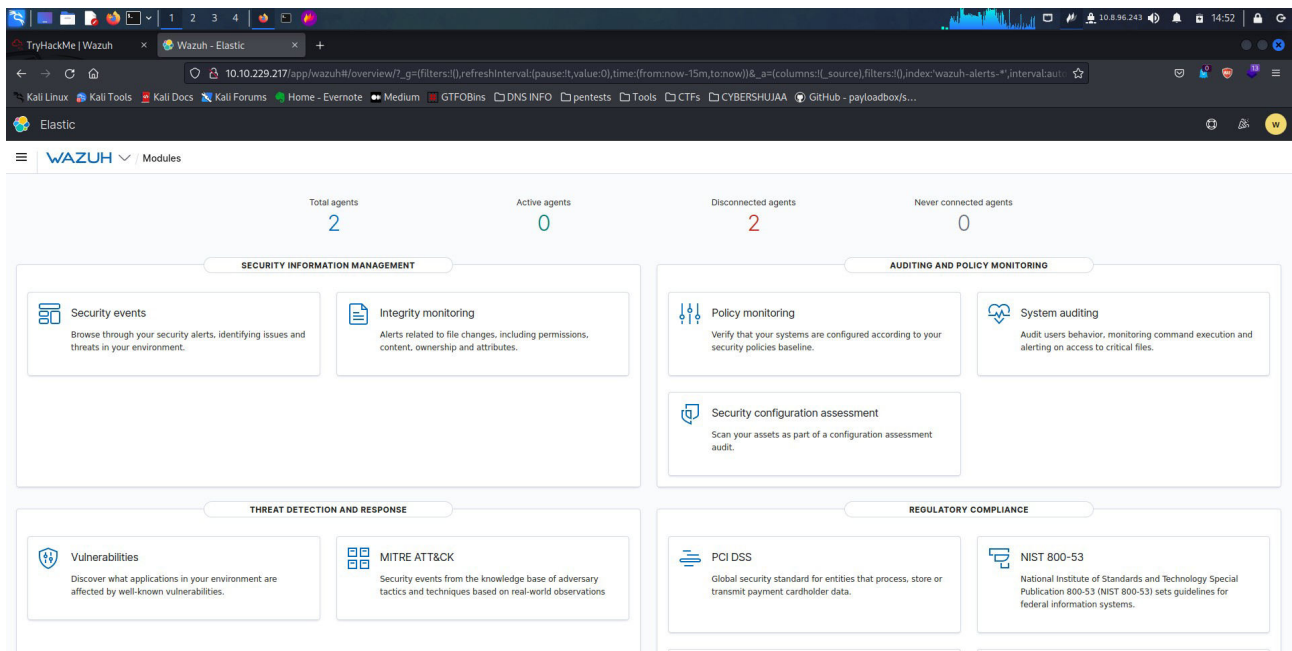 1 2 3 4
10.8.96.243
14:52
TryHackMe | Wazuh
Wazuh - Elastic
10.10.229.217/app/wazuh#/overview/?_g=(filters:!(),refreshInterval:(pause:!t,value:0),time:(from:now-15m,to:now))&_a=(columns:!(_source),filters:!(),index:'wazuh-alerts-*',interval:auto
Kali Linux Kali Tools Kali Docs Kali Forums Home - Evernote Medium GTFOBins DNS INFO pentests Tools CTFs CYBERSHUJAA GitHub - payloadbox/s...
Elastic
W
WAZUH / Modules
Total agents
2
Active agents
0
Disconnected agents
2
Never connected agents
0
SECURITY INFORMATION MANAGEMENT
Security events
Browse through your security alerts, identifying issues and
threats in your environment.
Integrity monitoring
Alerts related to file changes, including permissions,
content, ownership and attributes.
AUDITING AND POLICY MONITORING
Policy monitoring
Verify that your systems are configured according to your
security policies baseline.
System auditing
Audit users behavior, monitoring command execution and
alerting on access to critical files.
Security configuration assessment
Scan your assets as part of a configuration assessment
audit.
THREAT DETECTION AND RESPONSE
Vulnerabilities
Discover what applications in your environment are
affected by well-known vulnerabilities.
MITRE ATT&CK
Security events from the knowledge base of adversary
tactics and techniques based on real-world observations
REGULATORY COMPLIANCE
PCI DSS
Global security standard for entities that process, store or
transmit payment cardholder data.
NIST 800-53
National Institute of Standards and Technology Special
Publication 800-53 (NIST 800-53) sets guidelines for
federal information systems.